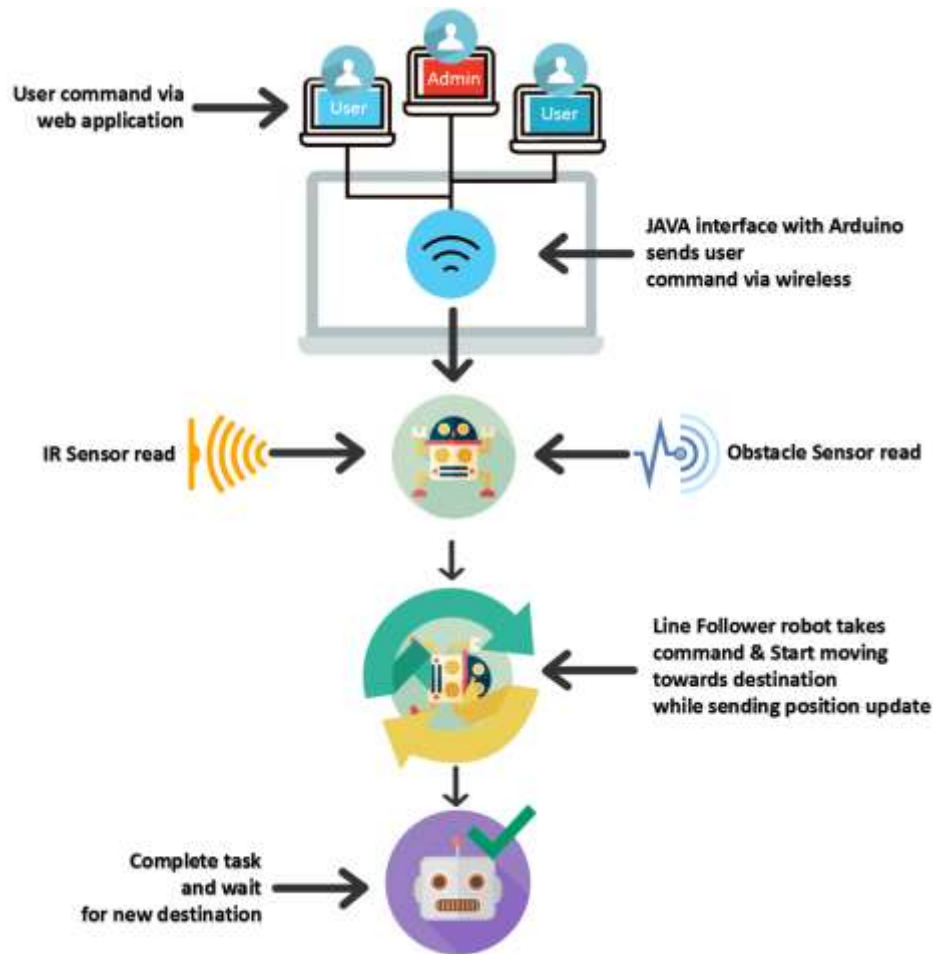 Admin
User
User
User command via
web application
JAVA interface with Arduino
sends user
command via wireless
IR Sensor read
Obstacle Sensor read
Line Follower robot takes
command & Start moving
towards destination
while sending position update
Complete task
and wait
for new destination